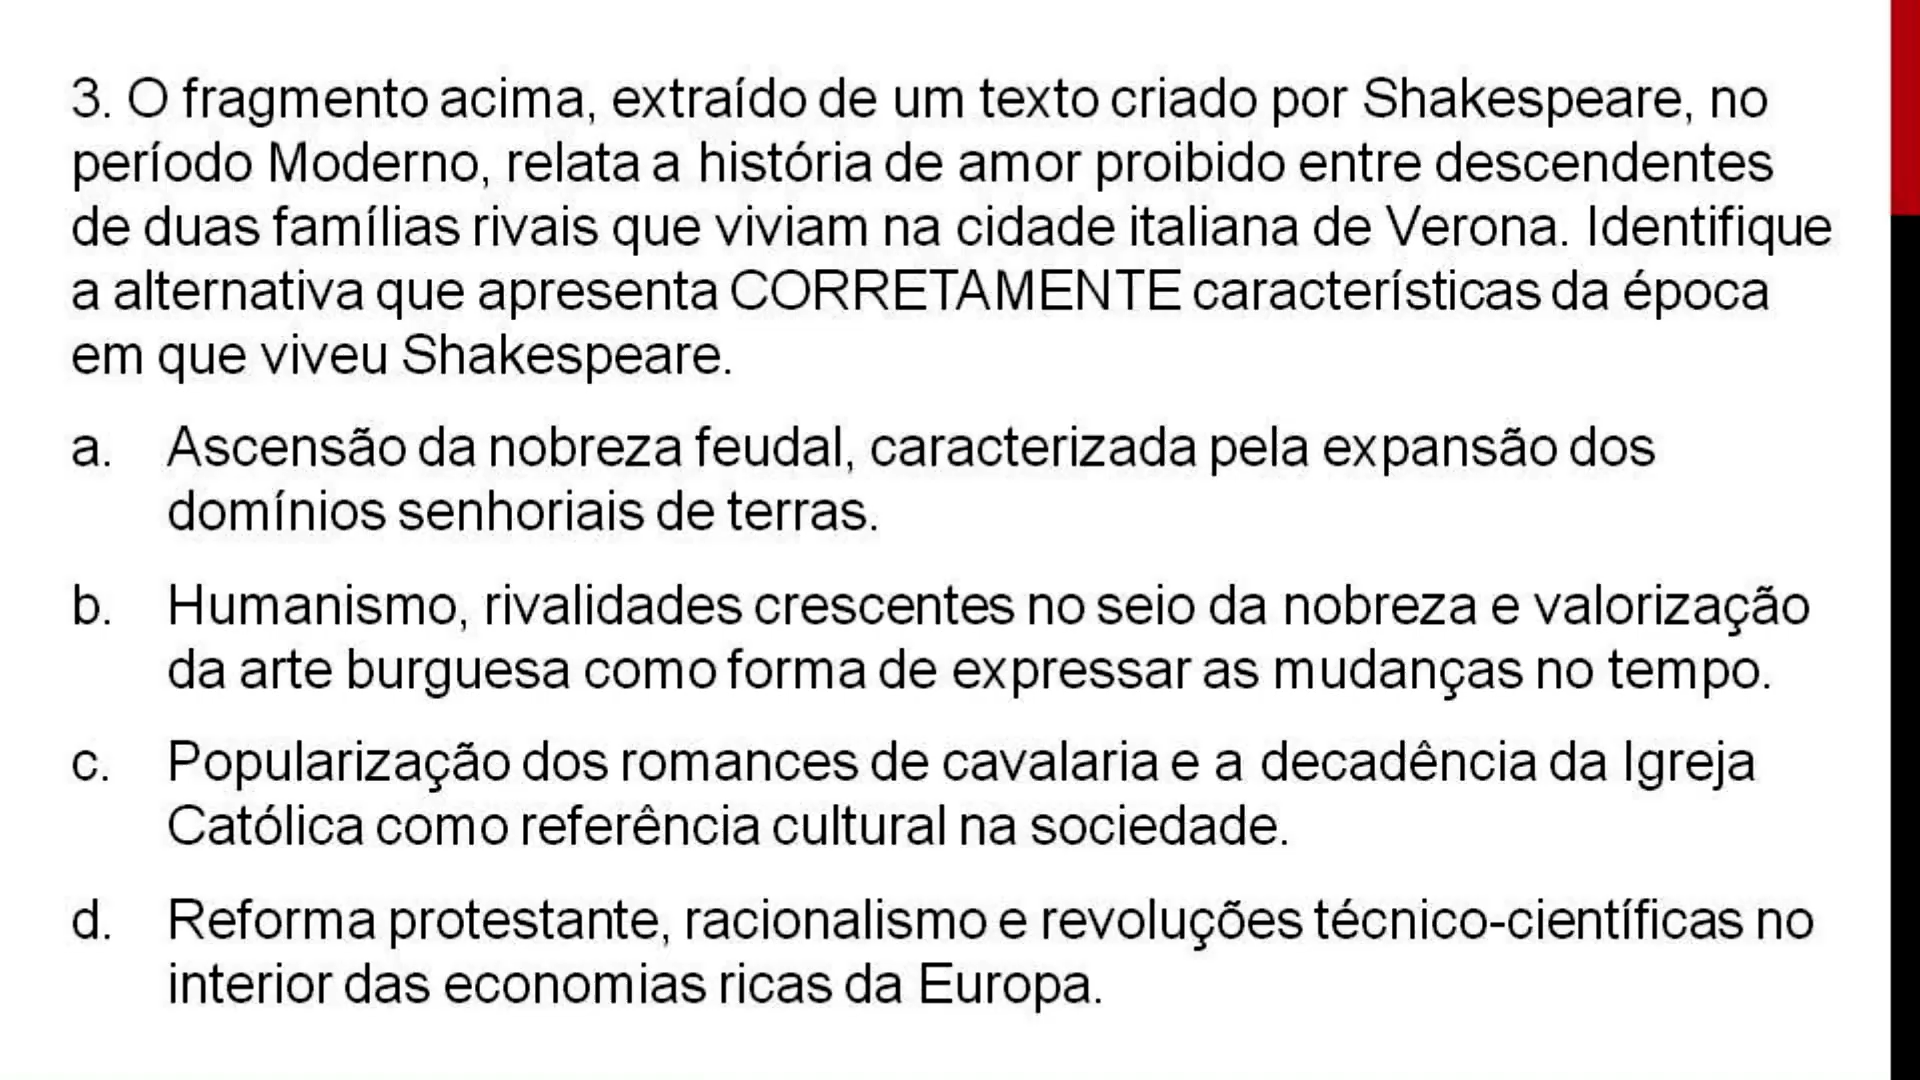 3. O fragmento acima, extraído de um texto criado por Shakespeare, no
período Moderno, relata a história de amor proibido entre descendentes
de duas famílias rivais que viviam na cidade italiana de Verona. Identifique
a alternativa que apresenta CORRETAMENTE características da época
em que viveu Shakespeare.
a. Ascensão da nobreza feudal, caracterizada pela expansão dos
domínios senhoriais de terras.
b. Humanismo, rivalidades crescentes no seio da nobreza e valorização
da arte burguesa como forma de expressar as mudanças no tempo.
c. Popularização dos romances de cavalaria e a decadência da Igreja
Católica como referência cultural na sociedade.
d. Reforma protestante, racionalismo e revoluções técnico-científicas no
interior das economias ricas da Europa.